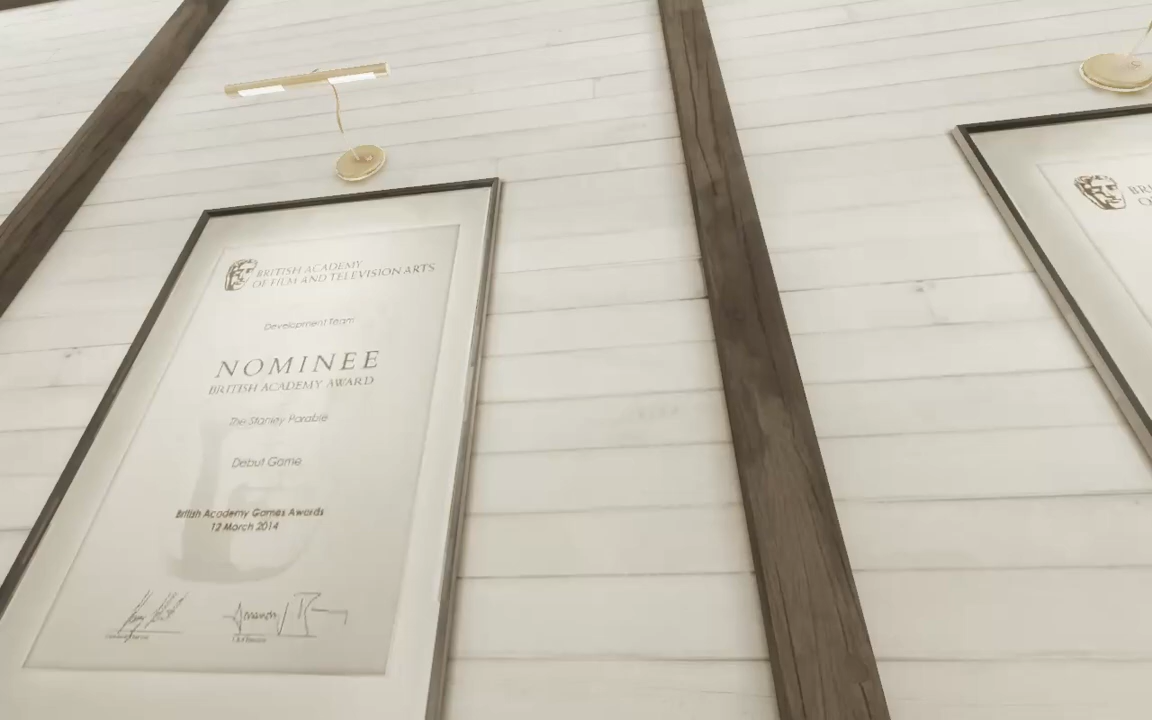 BRITISH ACADEMY
OF FILM AND TELEVISION ARTS
Development Team
NOMINEE
BRITISH ACADEMY AWARD
The Stanley Parable
Debut Game
British Academy Games Awards
12 March 2014